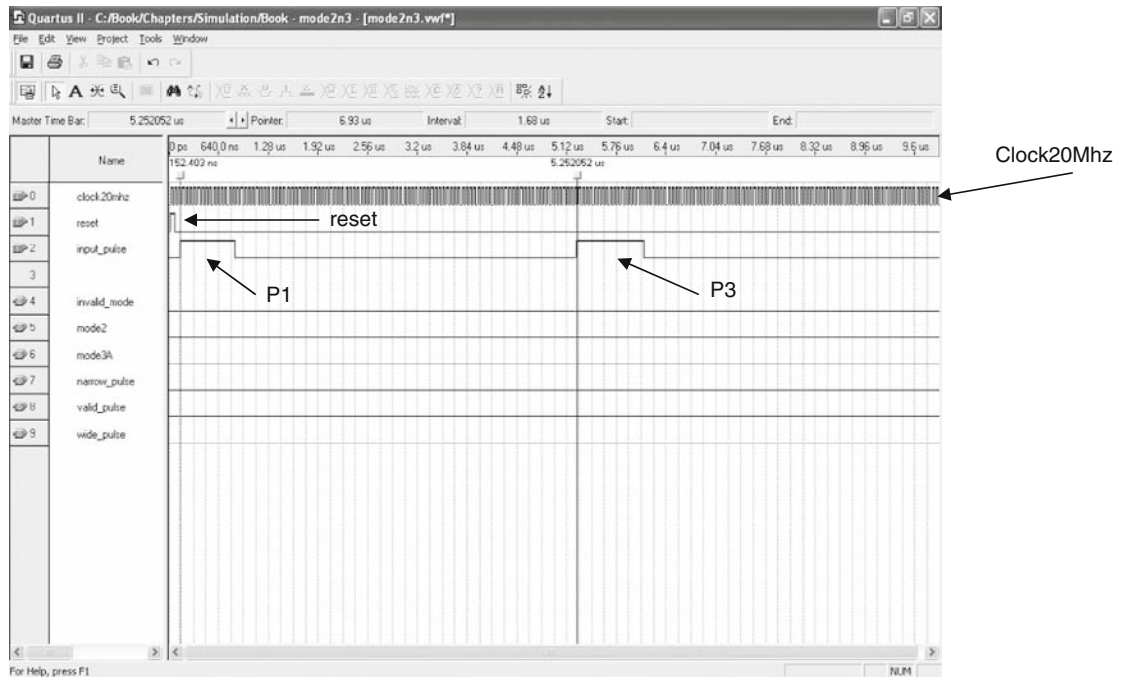 Quartus II - C:/Book/Chapters/Simulation/Book - mode2n3 - [mode2n3.vwf*]
File Edit View Project Tools Window
Master Time Bar: 5.252052 us Pointer: 6.93 us Interval: 1.68 us Start: End:
Name
0 ps 640.0 ns 1.28 us 1.92 us 2.56 us 3.2 us 3.84 us 4.48 us 5.12 us 5.76 us 6.4 us 7.04 us 7.68 us 8.32 us 8.96 us 9.6 us
152.403 ns 5.252052 us
Clock20Mhz
0 clock20mhz
1 reset
reset
2 input_pulse
3
P1 P3
4 invalid_mode
5 mode2
6 mode3A
7 narrow_pulse
8 valid_pulse
9 wide_pulse
For Help, press F1 NUM